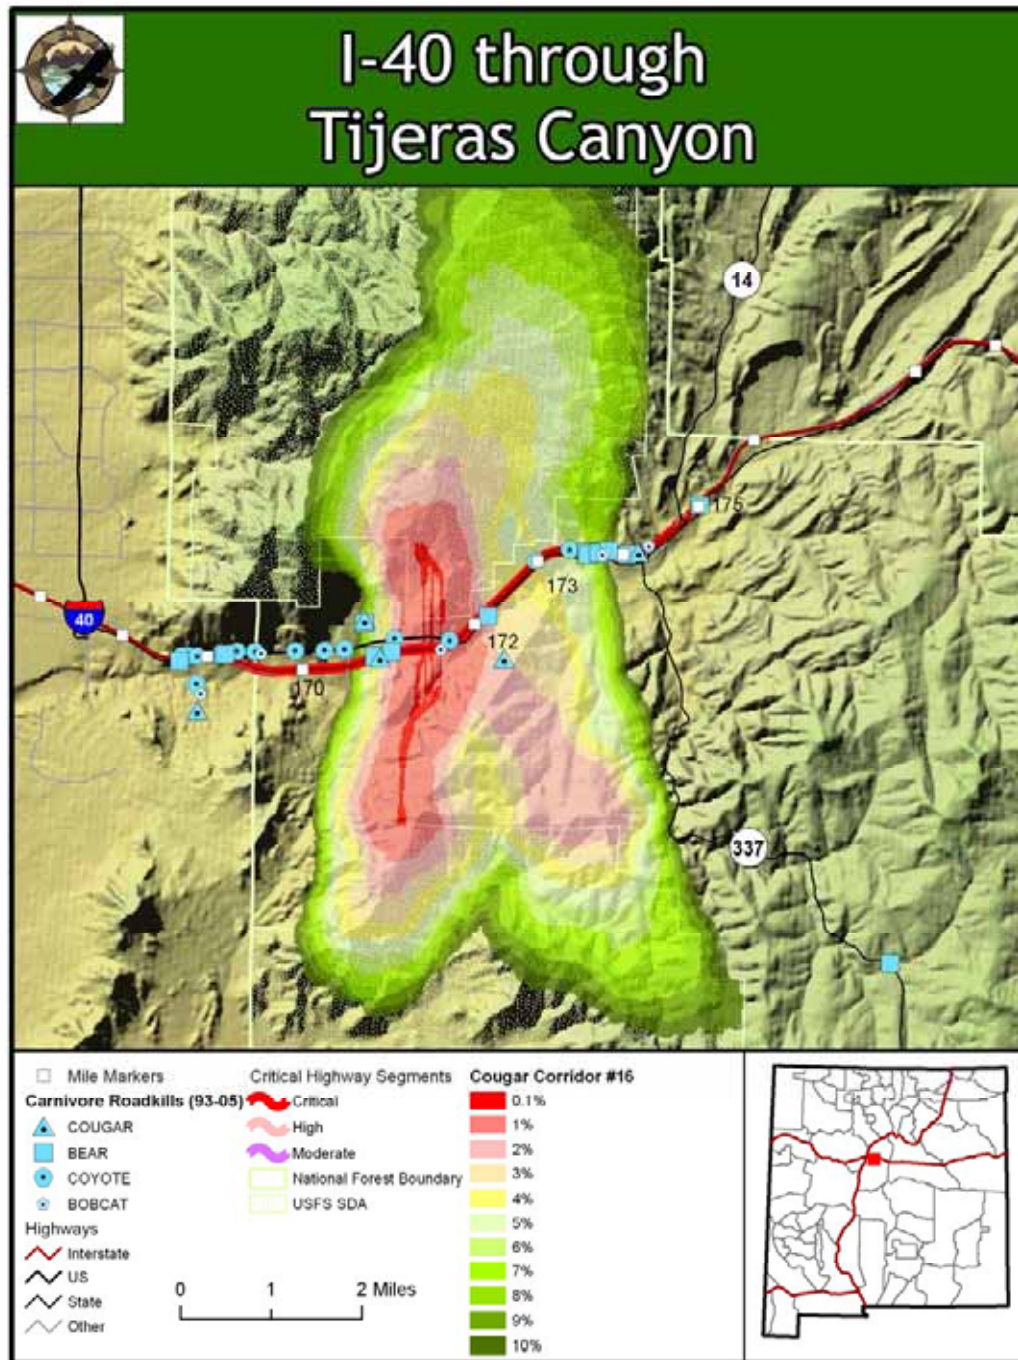 I-40 through
Tijeras Canyon
14
175
173
40
172
170
337
Mile Markers
Carnivore Roadkills (93-05)
COUGAR
BEAR
COYOTE
BOBCAT
Highways
Interstate
US
State
Other
Critical Highway Segments
Critical
High
Moderate
National Forest Boundary
USFS SDA
0 1 2 Miles
Cougar Corridor #16
0.1%
1%
2%
3%
4%
5%
6%
7%
8%
9%
10%